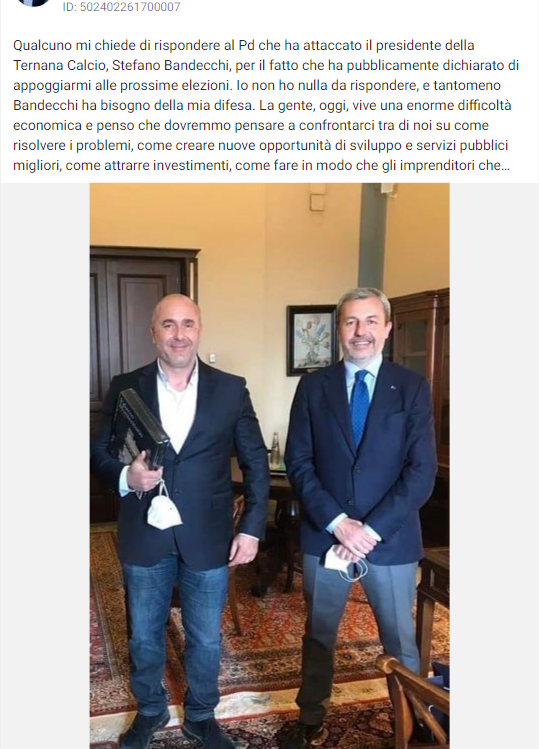 ID: 502402261700007
Qualcuno mi chiede di rispondere al Pd che ha attaccato il presidente della
Ternana Calcio, Stefano Bandecchi, per il fatto che ha pubblicamente dichiarato di
appoggiarmi alle prossime elezioni. Io non ho nulla da rispondere, e tantomeno
Bandecchi ha bisogno della mia difesa. La gente, oggi, vive una enorme difficoltà
economica e penso che dovremmo pensare a confrontarci tra di noi su come
risolvere i problemi, come creare nuove opportunità di sviluppo e servizi pubblici
migliori, come attrarre investimenti, come fare in modo che gli imprenditori che…